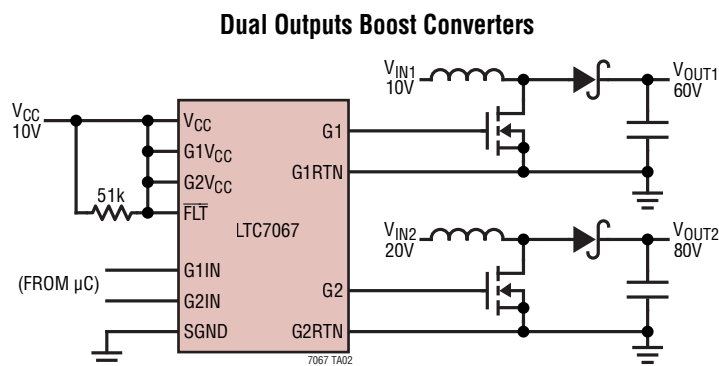 Dual Outputs Boost Converters
VIN1
10V
VOUT1
60V
VCC
10V
VCC
G1VCC
G2VCC
FLT
51k
LTC7067
G1
G1RTN
VIN2
20V
VOUT2
80V
(FROM µC)
G1IN
G2IN
SGND
G2
G2RTN
7067 TA02